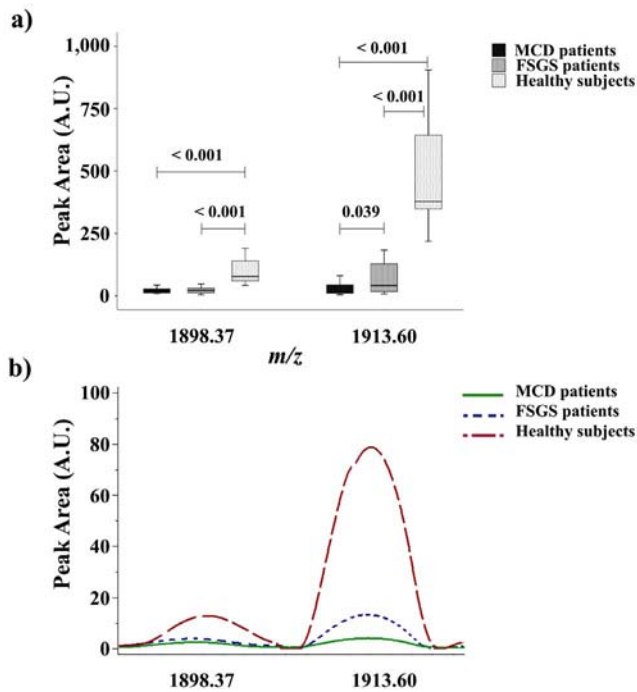 a)
1,000
750
500
250
0
Peak Area (A.U.)
< 0.001
< 0.001
< 0.001
< 0.001
0.039
MCD patients
FSGS patients
Healthy subjects
1898.37
1913.60
m/z
b)
100
80
60
40
20
0
Peak Area (A.U.)
MCD patients
FSGS patients
Healthy subjects
1898.37
1913.60